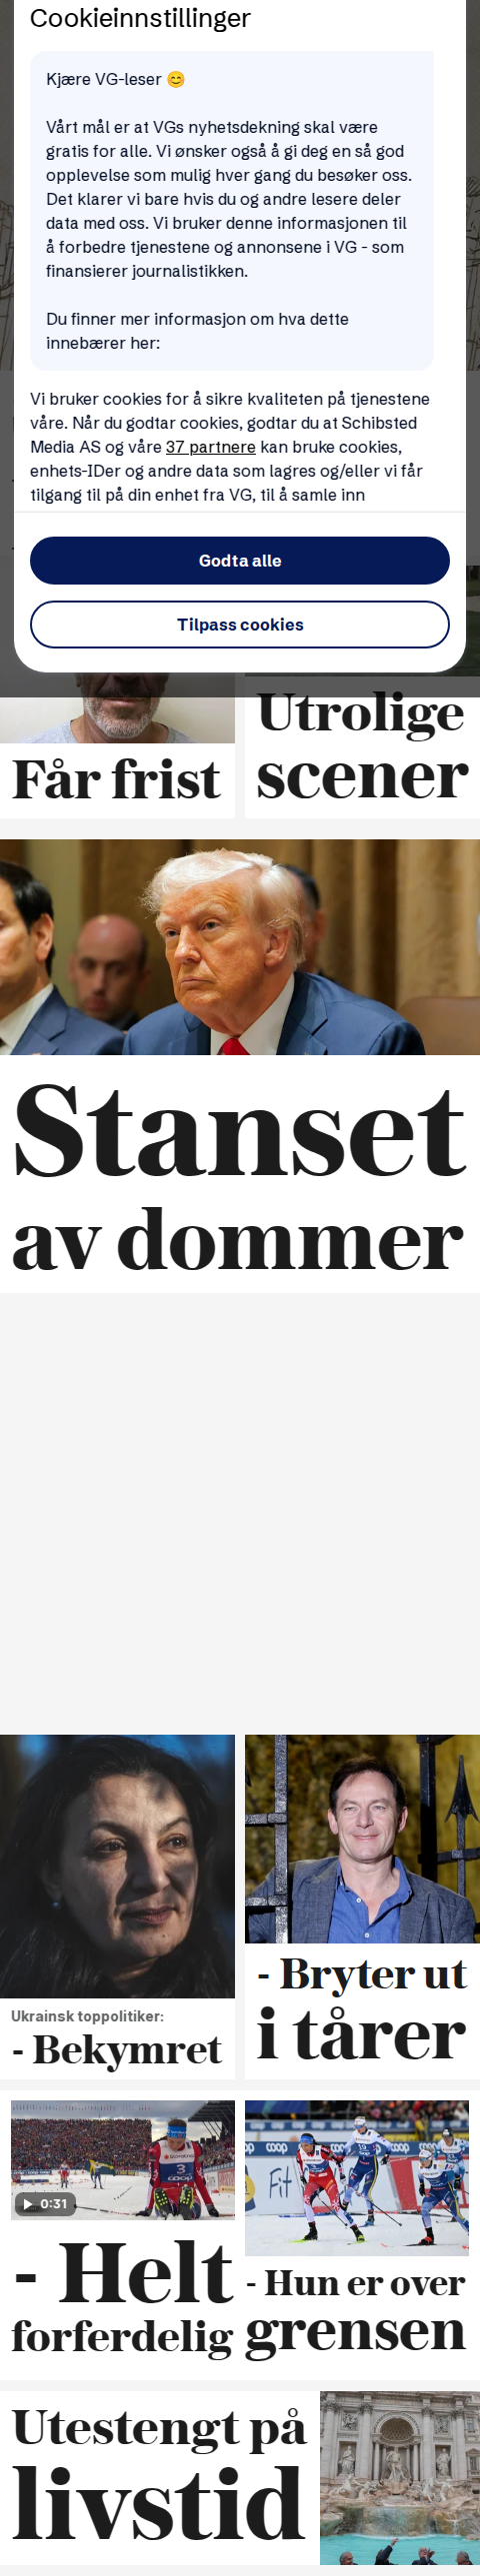 Cookieinnstillinger
Kjære VG-leser 😊
Vårt mål er at VGs nyhetsdekning skal være
gratis for alle. Vi ønsker også å gi deg en så god
opplevelse som mulig hver gang du besøker oss.
Det klarer vi bare hvis du og andre lesere deler
data med oss. Vi bruker denne informasjonen til
å forbedre tjenestene og annonsene i VG - som
finansierer journalistikken.
Du finner mer informasjon om hva dette
innebærer her:
Vi bruker cookies for å sikre kvaliteten på tjenestene
våre. Når du godtar cookies, godtar du at Schibsted
Media AS og våre 37 partnere kan bruke cookies,
enhets-IDer og andre data som lagres og/eller vi får
tilgang til på din enhet fra VG, til å samle inn
Godta alle
Tilpass cookies
Får frist
Utrolige
scener
Stanset
av dommer
Ukrainsk toppolitiker:
- Bekymret
- Bryter ut
i tårer
3
coop
0:31
- Helt
forferdelig
coop
Fit
- Hun er over
grensen
Utestengt på
livstid